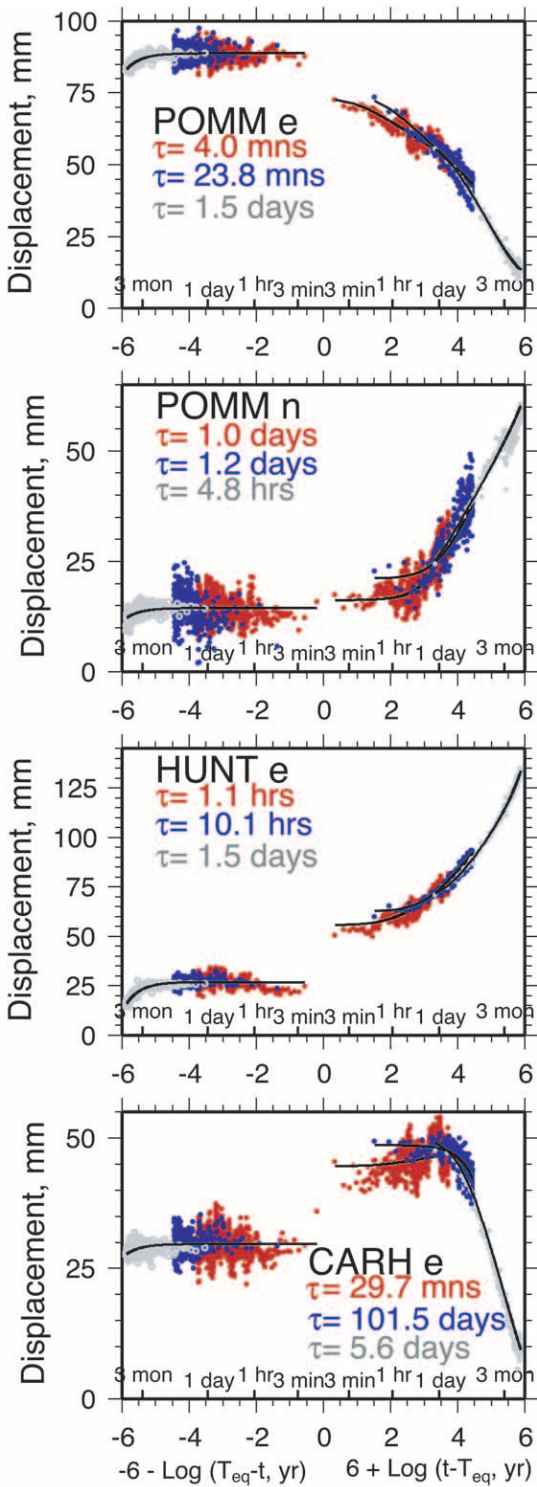 100
75
50
25
0
Displacement, mm
POMM e
τ= 4.0 mns
τ= 23.8 mns
τ= 1.5 days
3 mon 1 day 1 hr 3 min 3 min 1 hr 1 day 3 mon
-6 -4 -2 0 2 4 6
50
25
0
Displacement, mm
POMM n
τ= 1.0 days
τ= 1.2 days
τ= 4.8 hrs
3 mon 1 day 1 hr 3 min 3 min 1 hr 1 day 3 mon
-6 -4 -2 0 2 4 6
125
100
75
50
25
0
Displacement, mm
HUNT e
τ= 1.1 hrs
τ= 10.1 hrs
τ= 1.5 days
3 mon 1 day 1 hr 3 min 3 min 1 hr 1 day 3 mon
-6 -4 -2 0 2 4 6
50
25
0
Displacement, mm
CARH e
τ= 29.7 mns
τ= 101.5 days
τ= 5.6 days
3 mon 1 day 1 hr 3 min 3 min 1 hr 1 day 3 mon
-6 -4 -2 0 2 4 6
-6 - Log (Teq-t, yr) 6 + Log (t-Teq, yr)